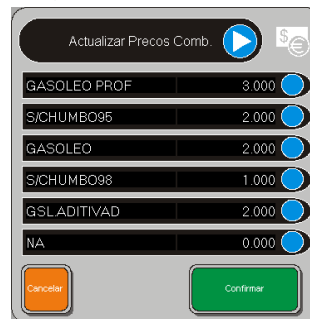 Actualizar Precos Comb.
$
€
GASOLEO PROF 3.000
S/CHUMBO95 2.000
GASOLEO 2.000
S/CHUMBO98 1.000
GSL.ADITIVAD 2.000
NA 0.000
Cancelar Confirmar